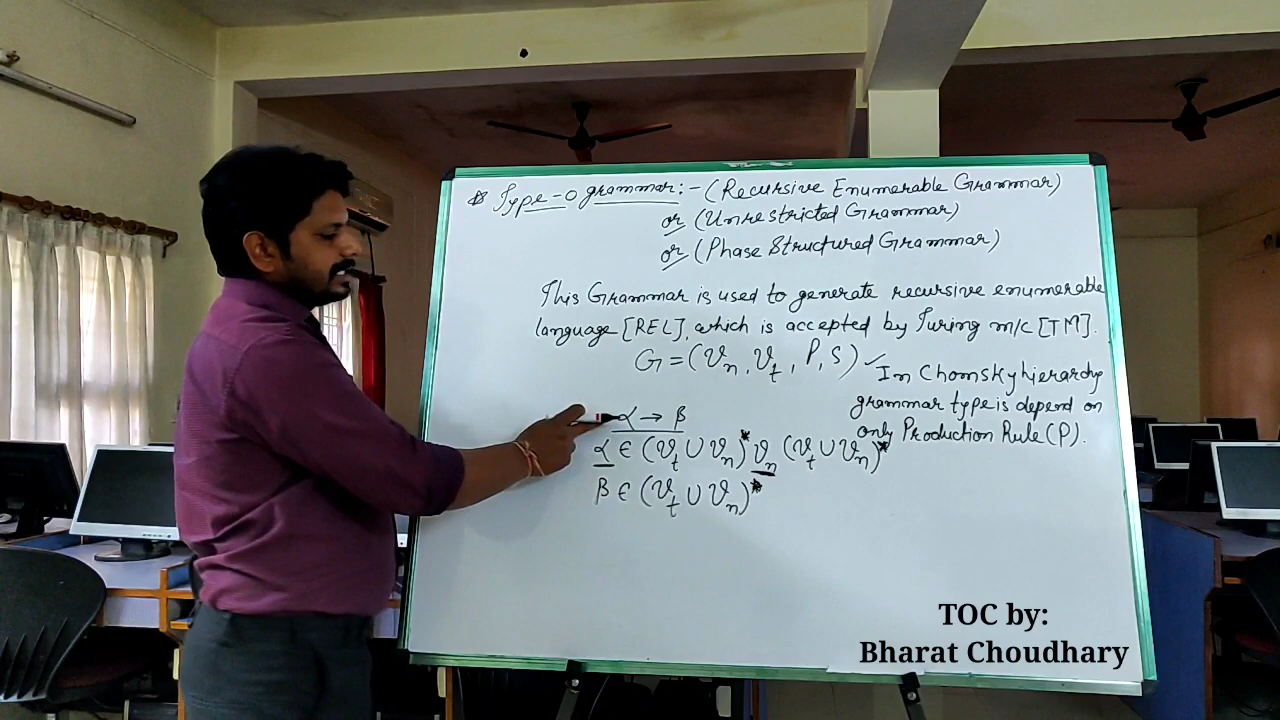 * Type-0 grammar:- (Recursive Enumerable Grammar)
or (Unrestricted Grammar)
or (Phase Structured Grammar)
This Grammar is used to generate recursive enumerable
language [REL], which is accepted by Turing m/c [TM].
G = (Vn, Vt, P, S) ✓
In Chomsky hierarchy
grammar type is depend on
only Production Rule (P).
α → β
α ∈ (Vt ∪ Vn)* Vn (Vt ∪ Vn)*
β ∈ (Vt ∪ Vn)*
TOC by:
Bharat Choudhary